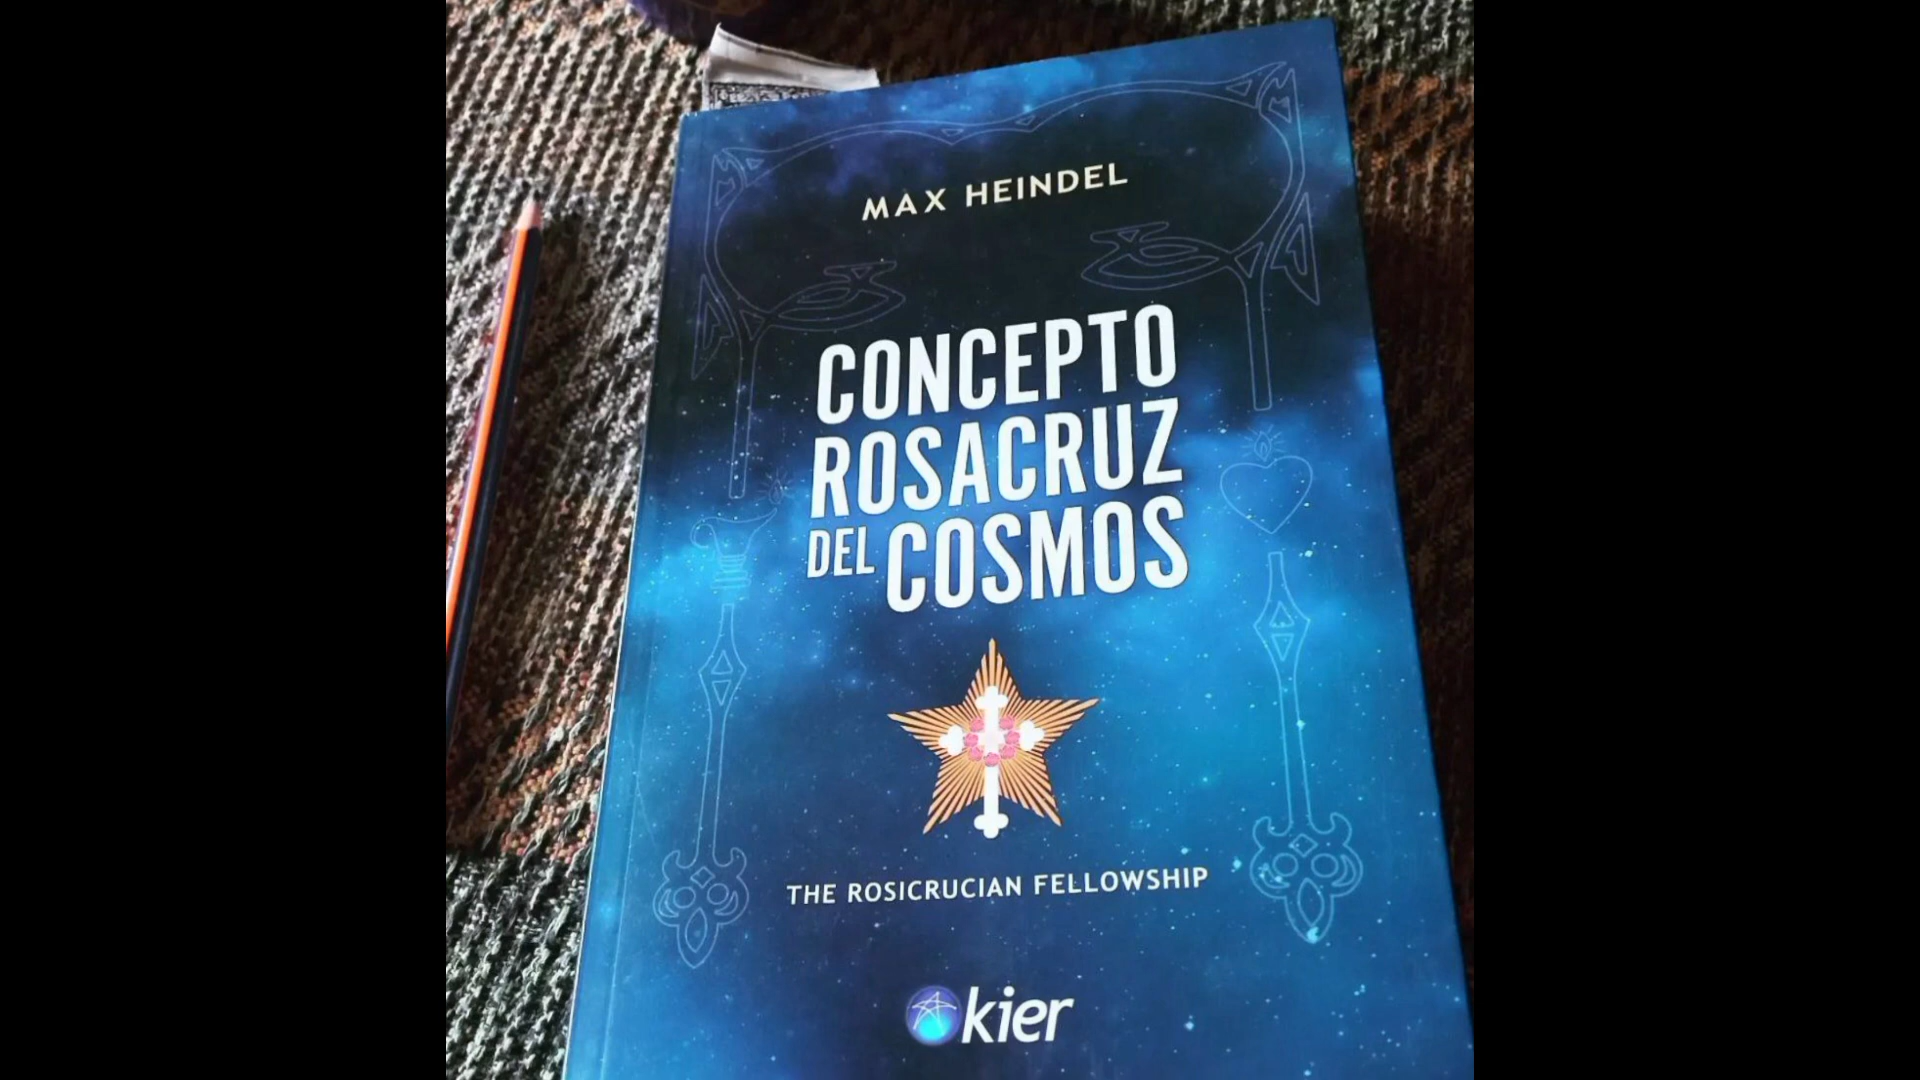 MAX HEINDEL
CONCEPTO
ROSACRUZ
DEL COSMOS
THE ROSICRUCIAN FELLOWSHIP
kier